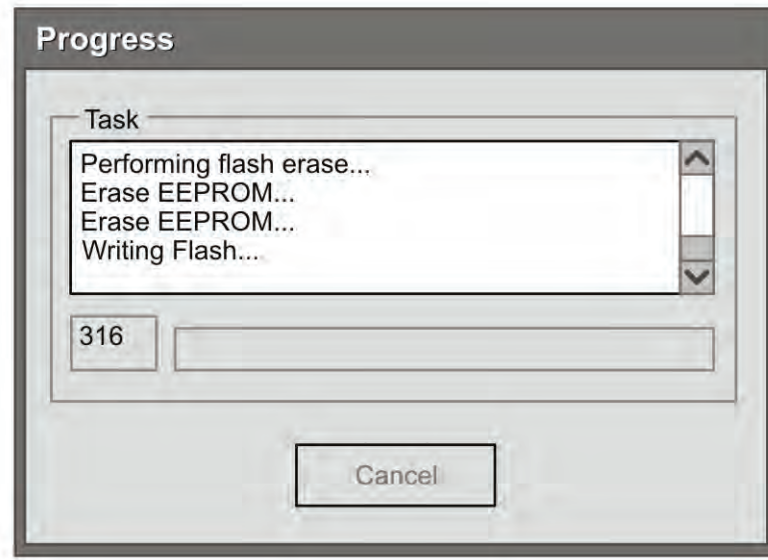 Progress
Task
Performing flash erase...
Erase EEPROM...
Erase EEPROM...
Writing Flash...
316
Cancel